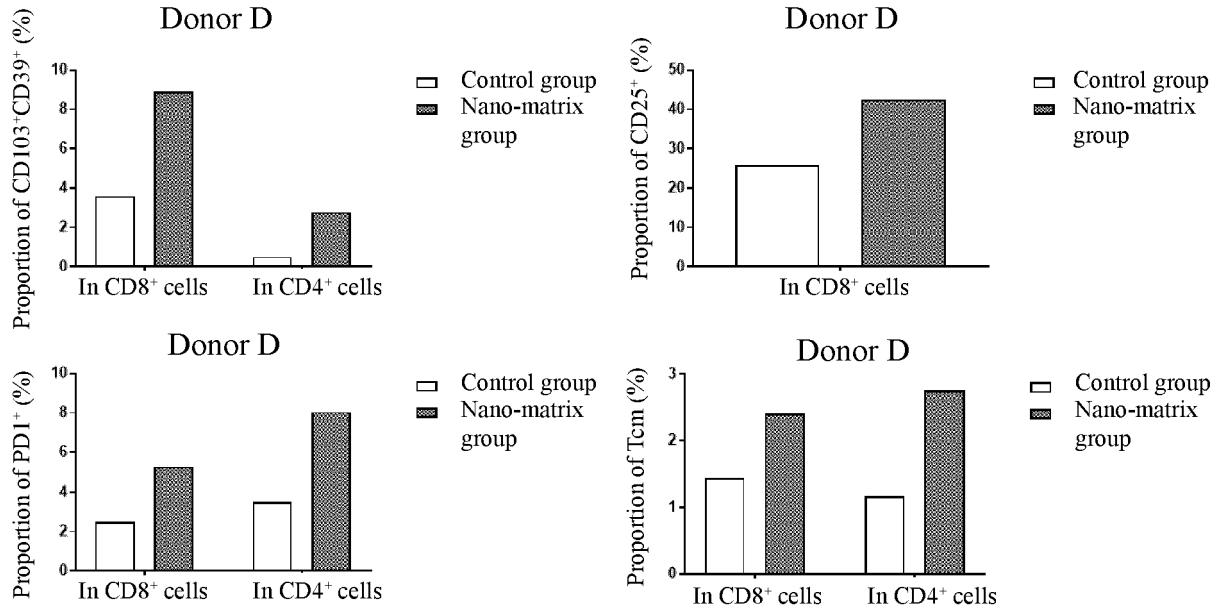 Donor D
Proportion of CD103⁺CD39⁺ (%)
10
8
6
4
2
0
In CD8⁺ cells
In CD4⁺ cells
Control group
Nano-matrix
group
Donor D
Proportion of CD25⁺ (%)
50
40
30
20
10
0
In CD8⁺ cells
Control group
Nano-matrix
group
Donor D
Proportion of PD1⁺ (%)
10
8
6
4
2
0
In CD8⁺ cells
In CD4⁺ cells
Control group
Nano-matrix
group
Donor D
Proportion of Tcm (%)
3
2
1
0
In CD8⁺ cells
In CD4⁺ cells
Control group
Nano-matrix
group